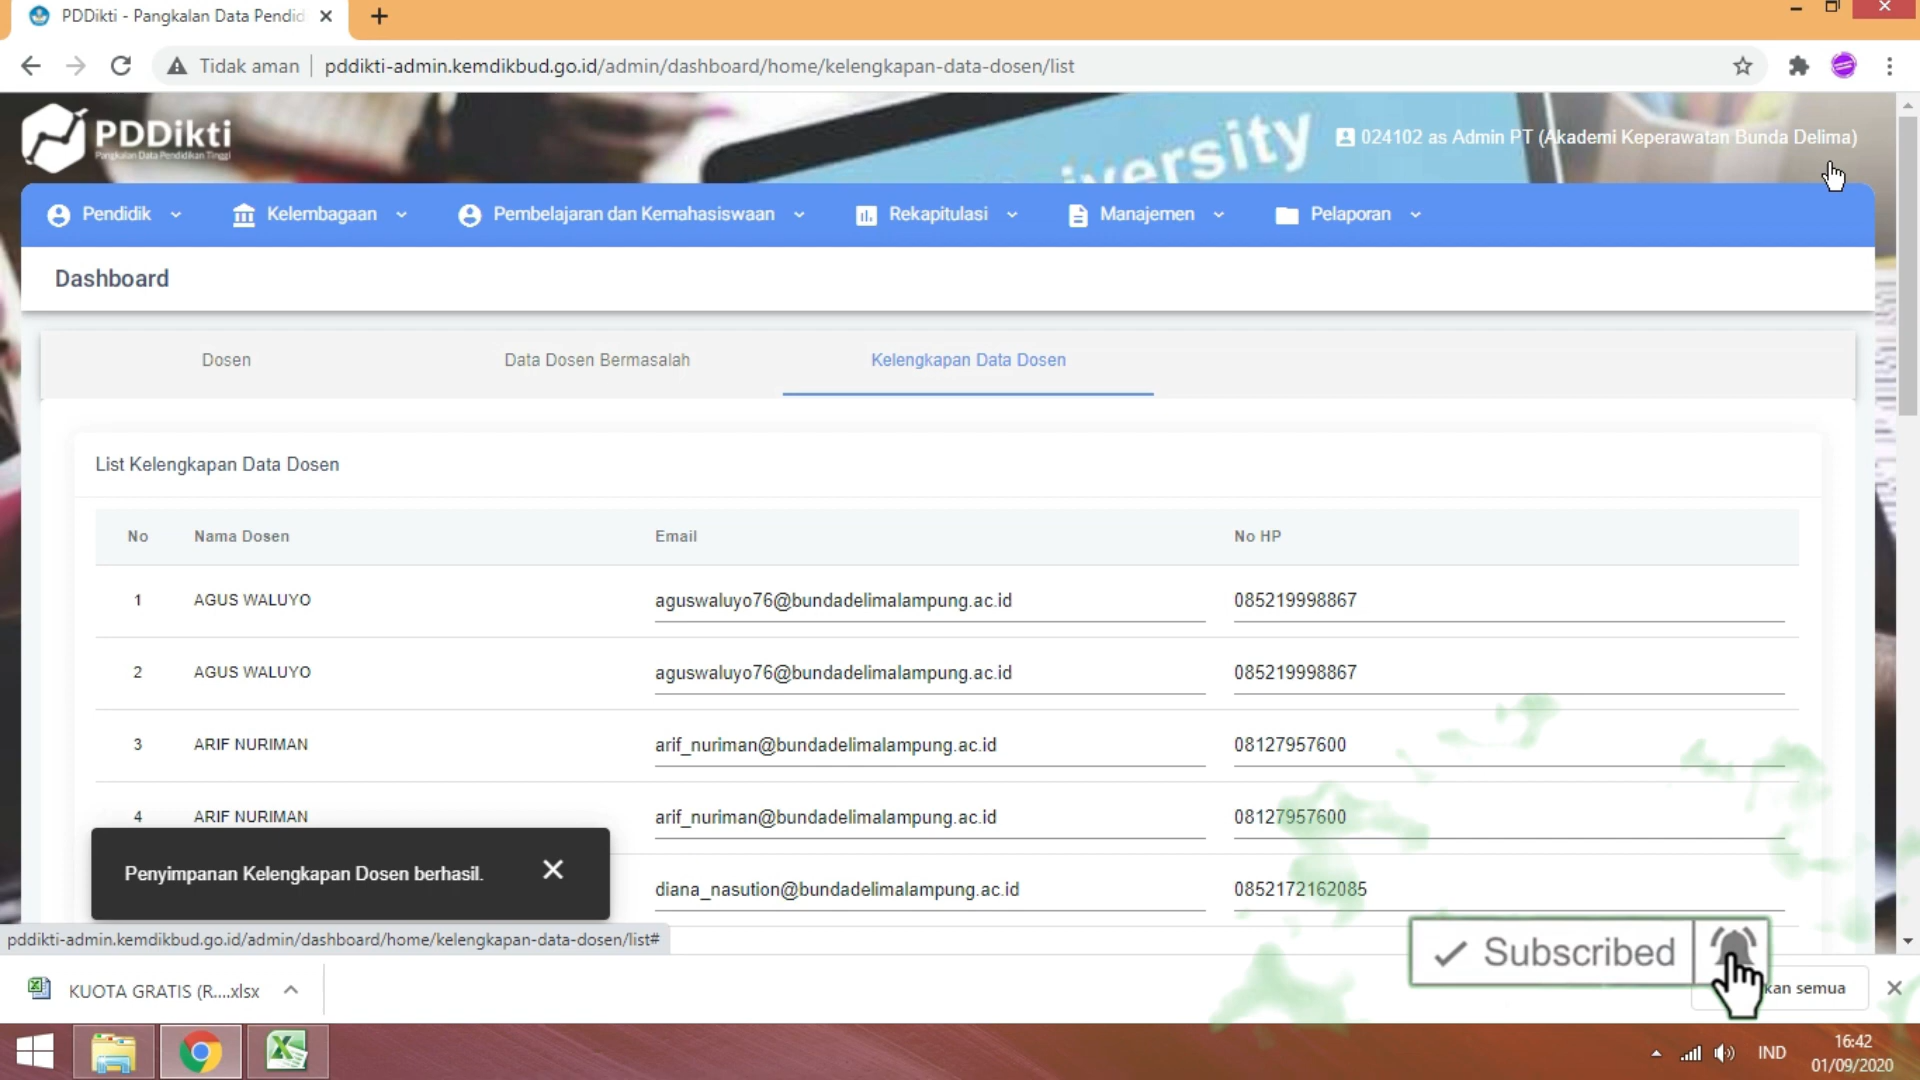 PDDikti - Pangkalan Data Pendid
Tidak aman | pddikti-admin.kemdikbud.go.id/admin/dashboard/home/kelengkapan-data-dosen/list
PDDikti
Pangkalan Data Pendidikan Tinggi
University
024102 as Admin PT (Akademi Keperawatan Bunda Delima)
Pendidik
Kelembagaan
Pembelajaran dan Kemahasiswaan
Rekapitulasi
Manajemen
Pelaporan
Dashboard
Dosen
Data Dosen Bermasalah
Kelengkapan Data Dosen
List Kelengkapan Data Dosen
No Nama Dosen Email No HP
1 AGUS WALUYO aguswaluyo76@bundadelimalampung.ac.id 085219998867
2 AGUS WALUYO aguswaluyo76@bundadelimalampung.ac.id 085219998867
3 ARIF NURIMAN arif_nuriman@bundadelimalampung.ac.id 08127957600
4 ARIF NURIMAN arif_nuriman@bundadelimalampung.ac.id 08127957600
diana_nasution@bundadelimalampung.ac.id 0852172162085
Penyimpanan Kelengkapan Dosen berhasil.
pddikti-admin.kemdikbud.go.id/admin/dashboard/home/kelengkapan-data-dosen/list#
Subscribed
KUOTA GRATIS (R....xlsx
kan semua
IND
16:42
01/09/2020